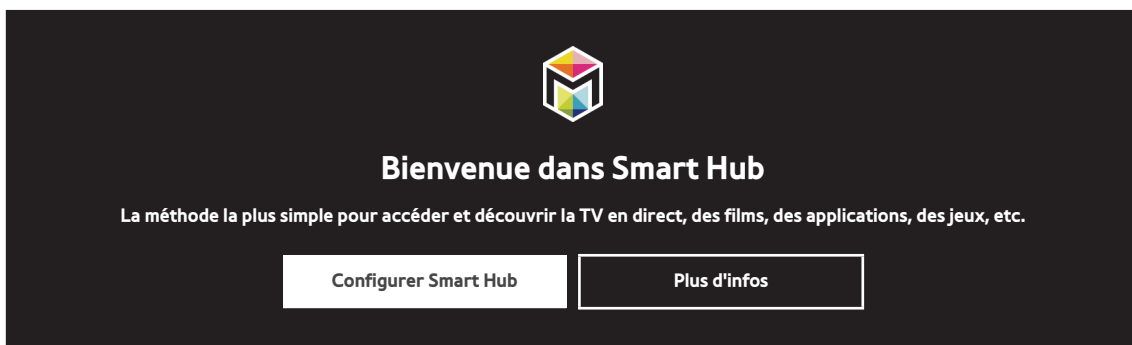 Bienvenue dans Smart Hub
La méthode la plus simple pour accéder et découvrir la TV en direct, des films, des applications, des jeux, etc.
Configurer Smart Hub
Plus d'infos